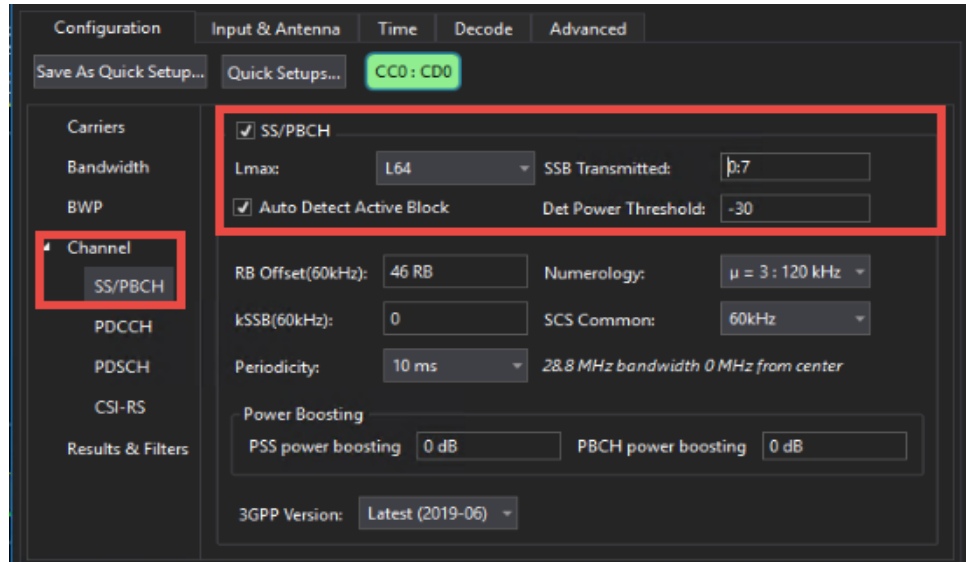 Configuration Input & Antenna Time Decode Advanced
Save As Quick Setup... Quick Setups... CC0 : CD0
Carriers
Bandwidth
BWP
Channel
SS/PBCH
PDCCH
PDSCH
CSI-RS
Results & Filters
SS/PBCH
Lmax: L64 SSB Transmitted: 0:7
Auto Detect Active Block Det Power Threshold: -30
RB Offset(60kHz): 46 RB Numerology: μ = 3 : 120 kHz
kSSB(60kHz): 0 SCS Common: 60kHz
Periodicity: 10 ms 28.8 MHz bandwidth 0 MHz from center
Power Boosting
PSS power boosting 0 dB PBCH power boosting 0 dB
3GPP Version: Latest (2019-06)